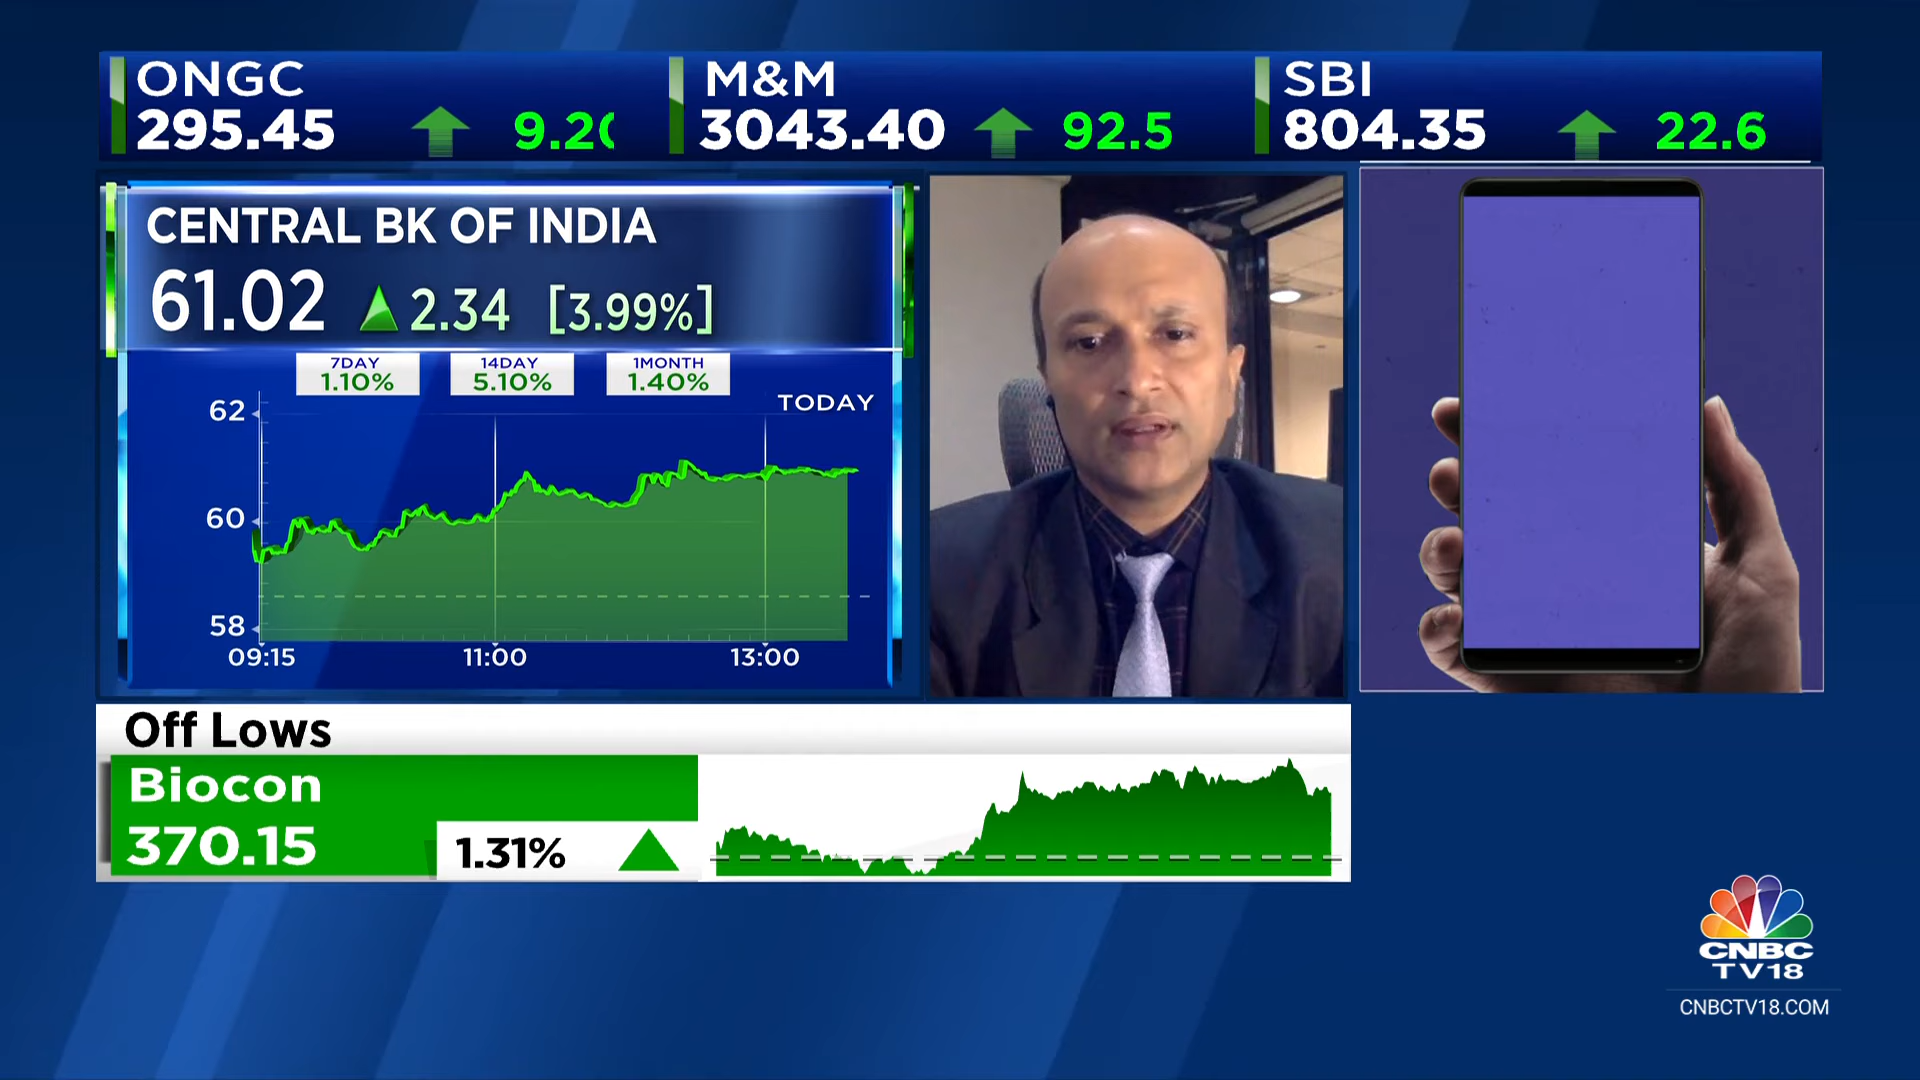 ONGC
295.45 9.20
M&M
3043.40 92.5
SBI
804.35 22.6
CENTRAL BK OF INDIA
61.02 2.34 [3.99%]
7DAY
1.10%
14DAY
5.10%
1MONTH
1.40%
TODAY
62
60
58
09:15 11:00 13:00
Off Lows
Biocon
370.15
1.31%
CNBC
TV18
CNBCTV18.COM